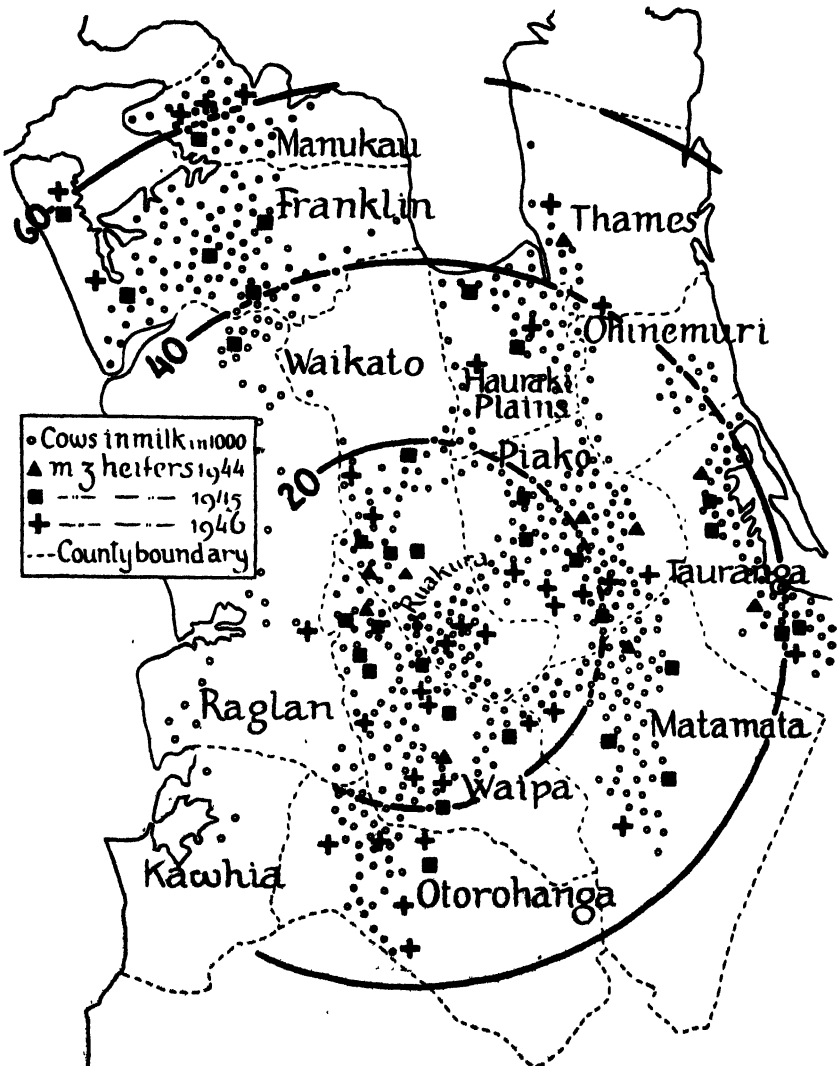 Manukau
Franklin
60
Thames
40
Ohinemuri
Waikato
Hauraki
Plains
Cows in milk in 1000
m z heifers 1944
-··- —··- 1945
-··- —··- 1946
County boundary
20
Piako
Ruakura
Tauranga
Raglan
Matamata
Waipa
Kawhia
Otorohanga